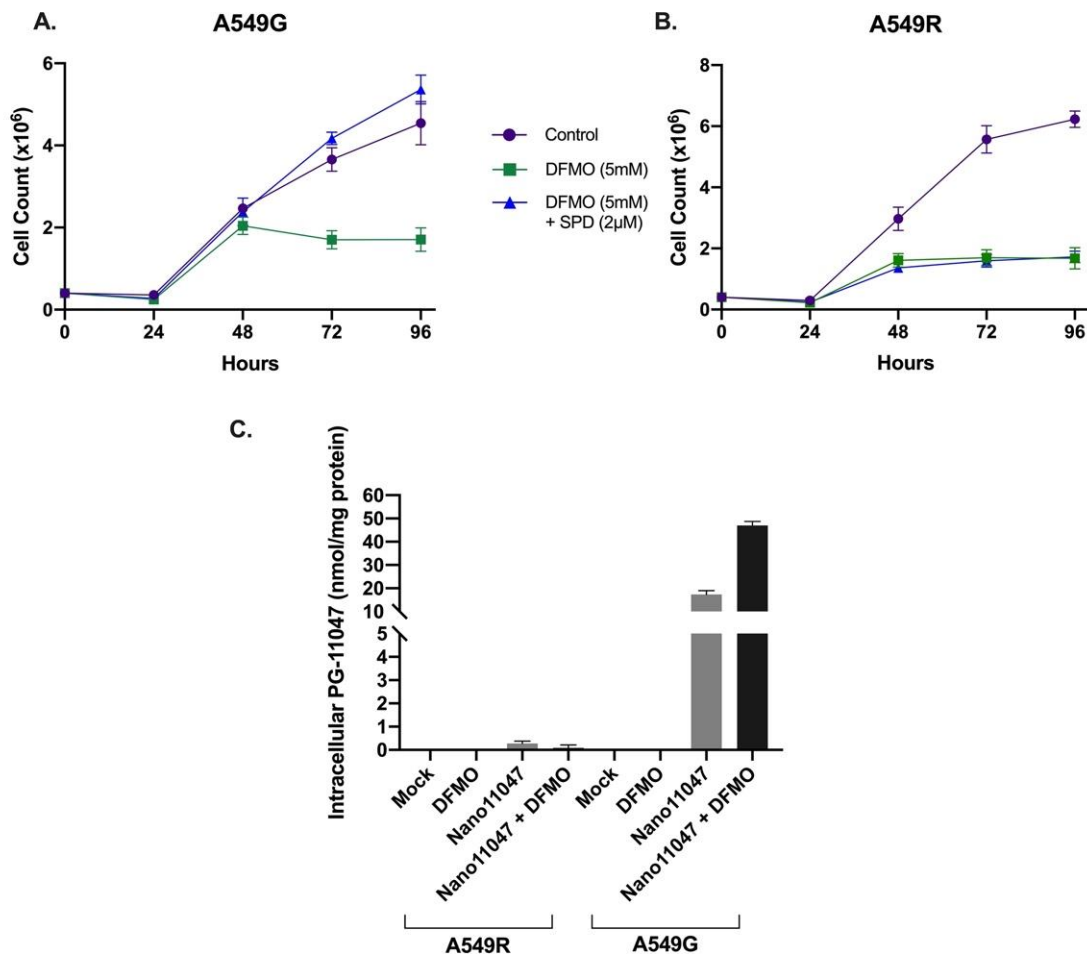 A.
A549G
Cell Count (x10⁶)
6
4
2
0
0 24 48 72 96
Hours
Control
DFMO (5mM)
DFMO (5mM)
+ SPD (2μM)
B.
A549R
Cell Count (x10⁶)
8
6
4
2
0
0 24 48 72 96
Hours
C.
Intracellular PG-11047 (nmol/mg protein)
60
50
40
30
20
10
5
4
3
2
1
0
Mock
DFMO
Nano11047
Nano11047 + DFMO
Mock
DFMO
Nano11047
Nano11047 + DFMO
A549R
A549G